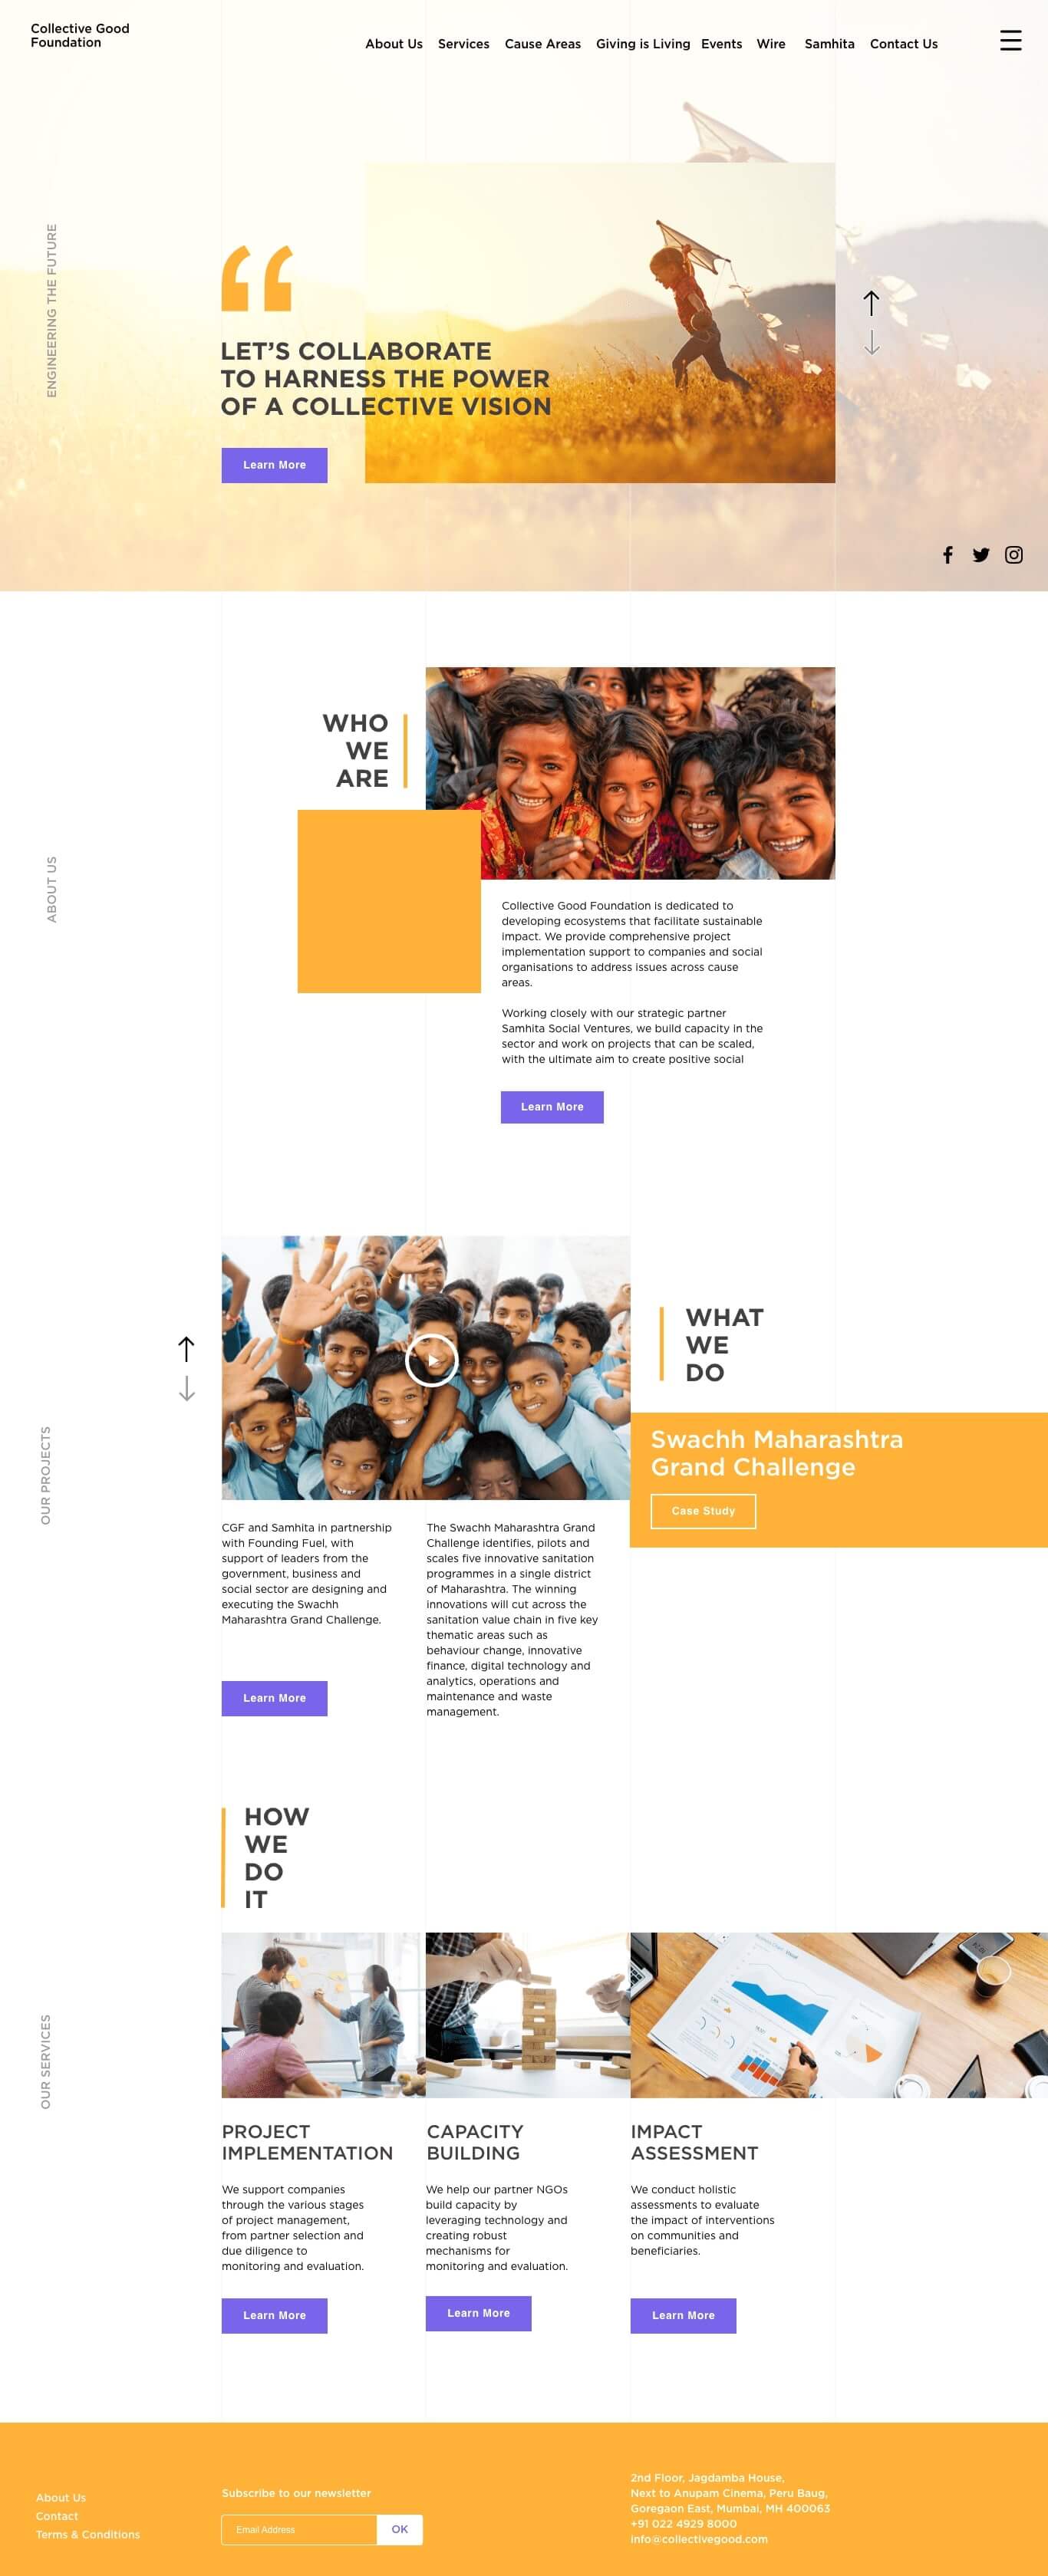 Collective Good
Foundation
About Us
Services
Cause Areas
Giving is Living
Events
Wire
Samhita
Contact Us
ENGINEERING THE FUTURE
LET’S COLLABORATE
TO HARNESS THE POWER
OF A COLLECTIVE VISION
Learn More
WHO
WE
ARE
ABOUT US
Collective Good Foundation is dedicated to
developing ecosystems that facilitate sustainable
impact. We provide comprehensive project
implementation support to companies and social
organisations to address issues across cause
areas.
Working closely with our strategic partner
Samhita Social Ventures, we build capacity in the
sector and work on projects that can be scaled,
with the ultimate aim to create positive social
Learn More
WHAT
WE
DO
OUR PROJECTS
Swachh Maharashtra
Grand Challenge
Case Study
CGF and Samhita in partnership
with Founding Fuel, with
support of leaders from the
government, business and
social sector are designing and
executing the Swachh
Maharashtra Grand Challenge.
Learn More
The Swachh Maharashtra Grand
Challenge identifies, pilots and
scales five innovative sanitation
programmes in a single district
of Maharashtra. The winning
innovations will cut across the
sanitation value chain in five key
thematic areas such as
behaviour change, innovative
finance, digital technology and
analytics, operations and
maintenance and waste
management.
HOW
WE
DO
IT
OUR SERVICES
PROJECT
IMPLEMENTATION
We support companies
through the various stages
of project management,
from partner selection and
due diligence to
monitoring and evaluation.
Learn More
CAPACITY
BUILDING
We help our partner NGOs
build capacity by
leveraging technology and
creating robust
mechanisms for
monitoring and evaluation.
Learn More
IMPACT
ASSESSMENT
We conduct holistic
assessments to evaluate
the impact of interventions
on communities and
beneficiaries.
Learn More
About Us
Contact
Terms & Conditions
Subscribe to our newsletter
Email Address
OK
2nd Floor, Jagdamba House,
Next to Anupam Cinema, Peru Baug,
Goregaon East, Mumbai, MH 400063
+91 022 4929 8000
info@collectivegood.com